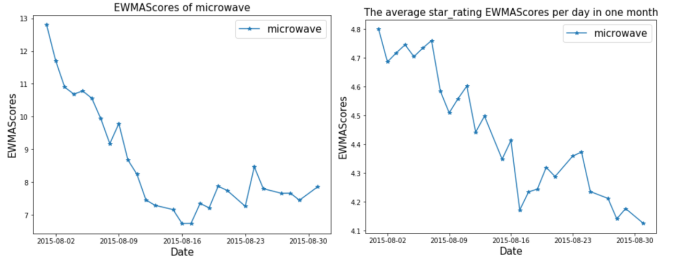 EWMAScores of microwave
microwave
EWMAScores
13
12
11
10
9
8
7
2015-08-02 2015-08-09 2015-08-16 2015-08-23 2015-08-30
Date
The average star_rating EWMAScores per day in one month
microwave
EWMAScores
4.8
4.7
4.6
4.5
4.4
4.3
4.2
4.1
2015-08-02 2015-08-09 2015-08-16 2015-08-23 2015-08-30
Date